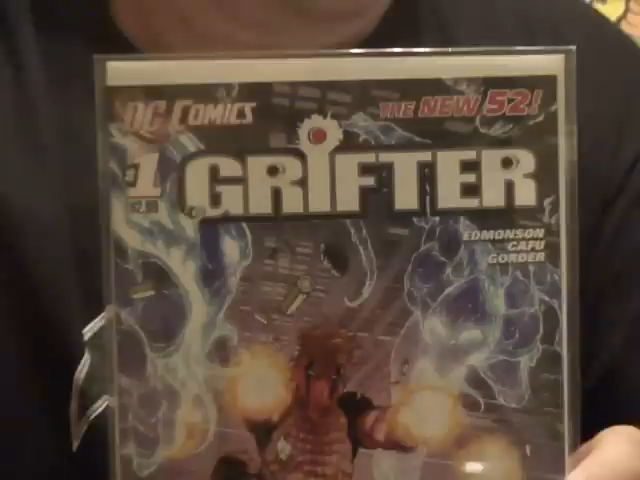 DC COMICS
THE NEW 52!
#1
GRIFTER
EDMONSON
CAFU
GORDER